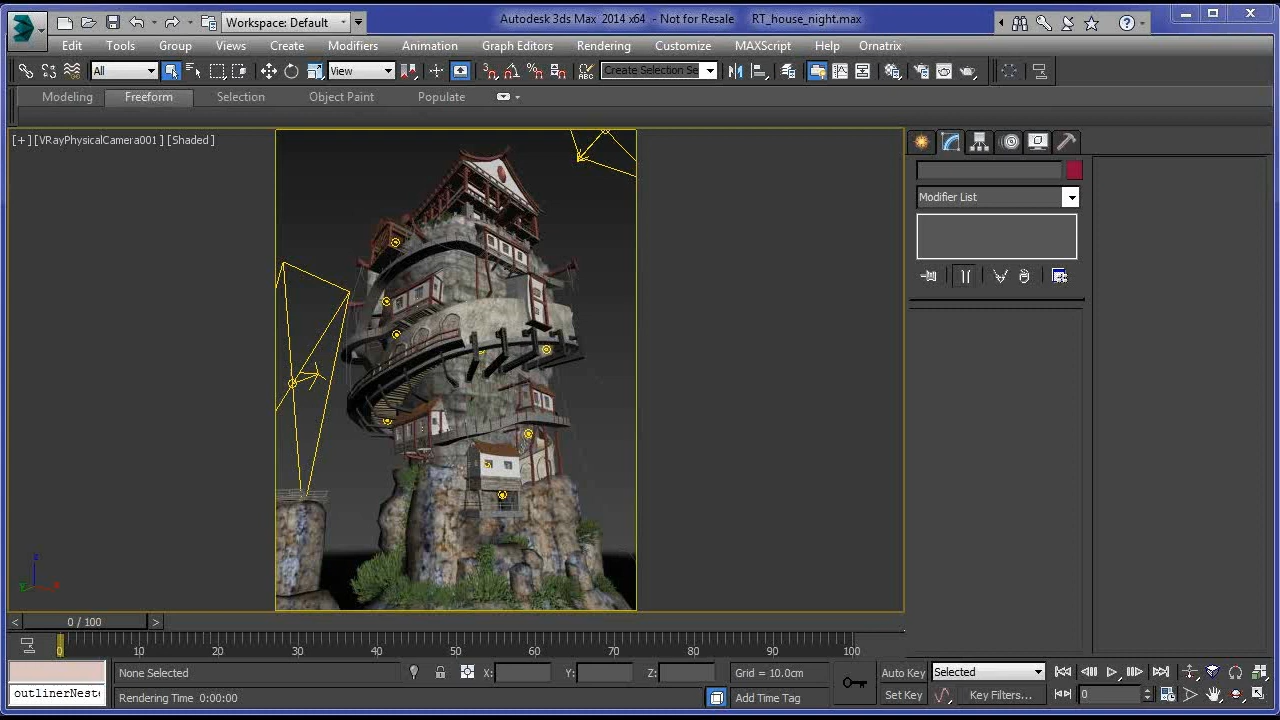 Workspace: Default
Autodesk 3ds Max 2014 x64 - Not for Resale RT_house_night.max
Edit Tools Group Views Create Modifiers Animation Graph Editors Rendering Customize MAXScript Help Ornatrix
All View Create Selection Se
Modeling Freeform Selection Object Paint Populate
[+] [VRayPhysicalCamera001] [Shaded]
Modifier List
< 0 / 100 >
0 10 20 30 40 50 60 70 80 90 100
None Selected X: Y: Z: Grid = 10.0cm Auto Key Selected
outlinerNeste Rendering Time 0:00:00 Add Time Tag Set Key Key Filters... 0